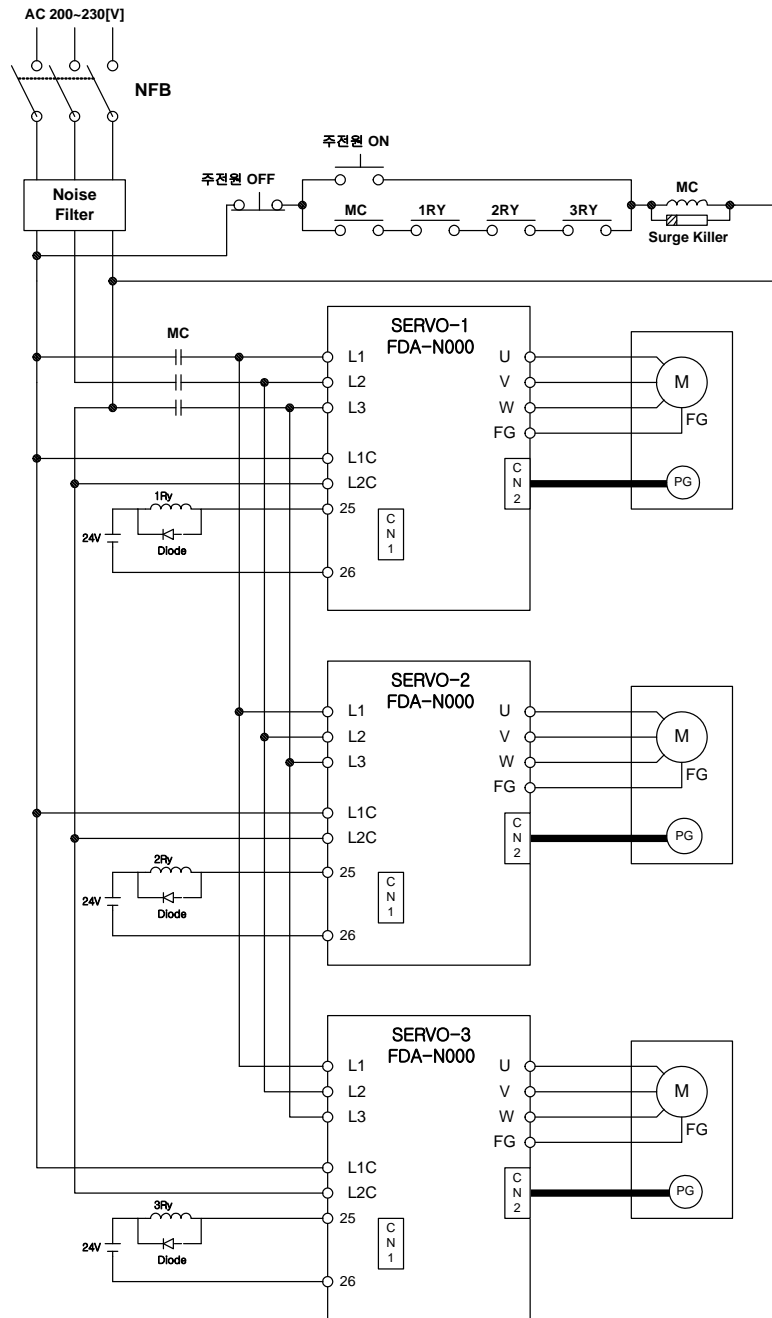 AC 200~230[V]
NFB
주전원 ON
주전원 OFF
Noise
Filter
MC
1RY
2RY
3RY
MC
Surge Killer
MC
SERVO-1
FDA-N000
L1
L2
L3
L1C
L2C
25
26
U
V
W
FG
CN1
CN2
M
FG
PG
1Ry
24V
Diode
SERVO-2
FDA-N000
L1
L2
L3
L1C
L2C
25
26
U
V
W
FG
CN1
CN2
M
FG
PG
2Ry
24V
Diode
SERVO-3
FDA-N000
L1
L2
L3
L1C
L2C
25
26
U
V
W
FG
CN1
CN2
M
FG
PG
3Ry
24V
Diode